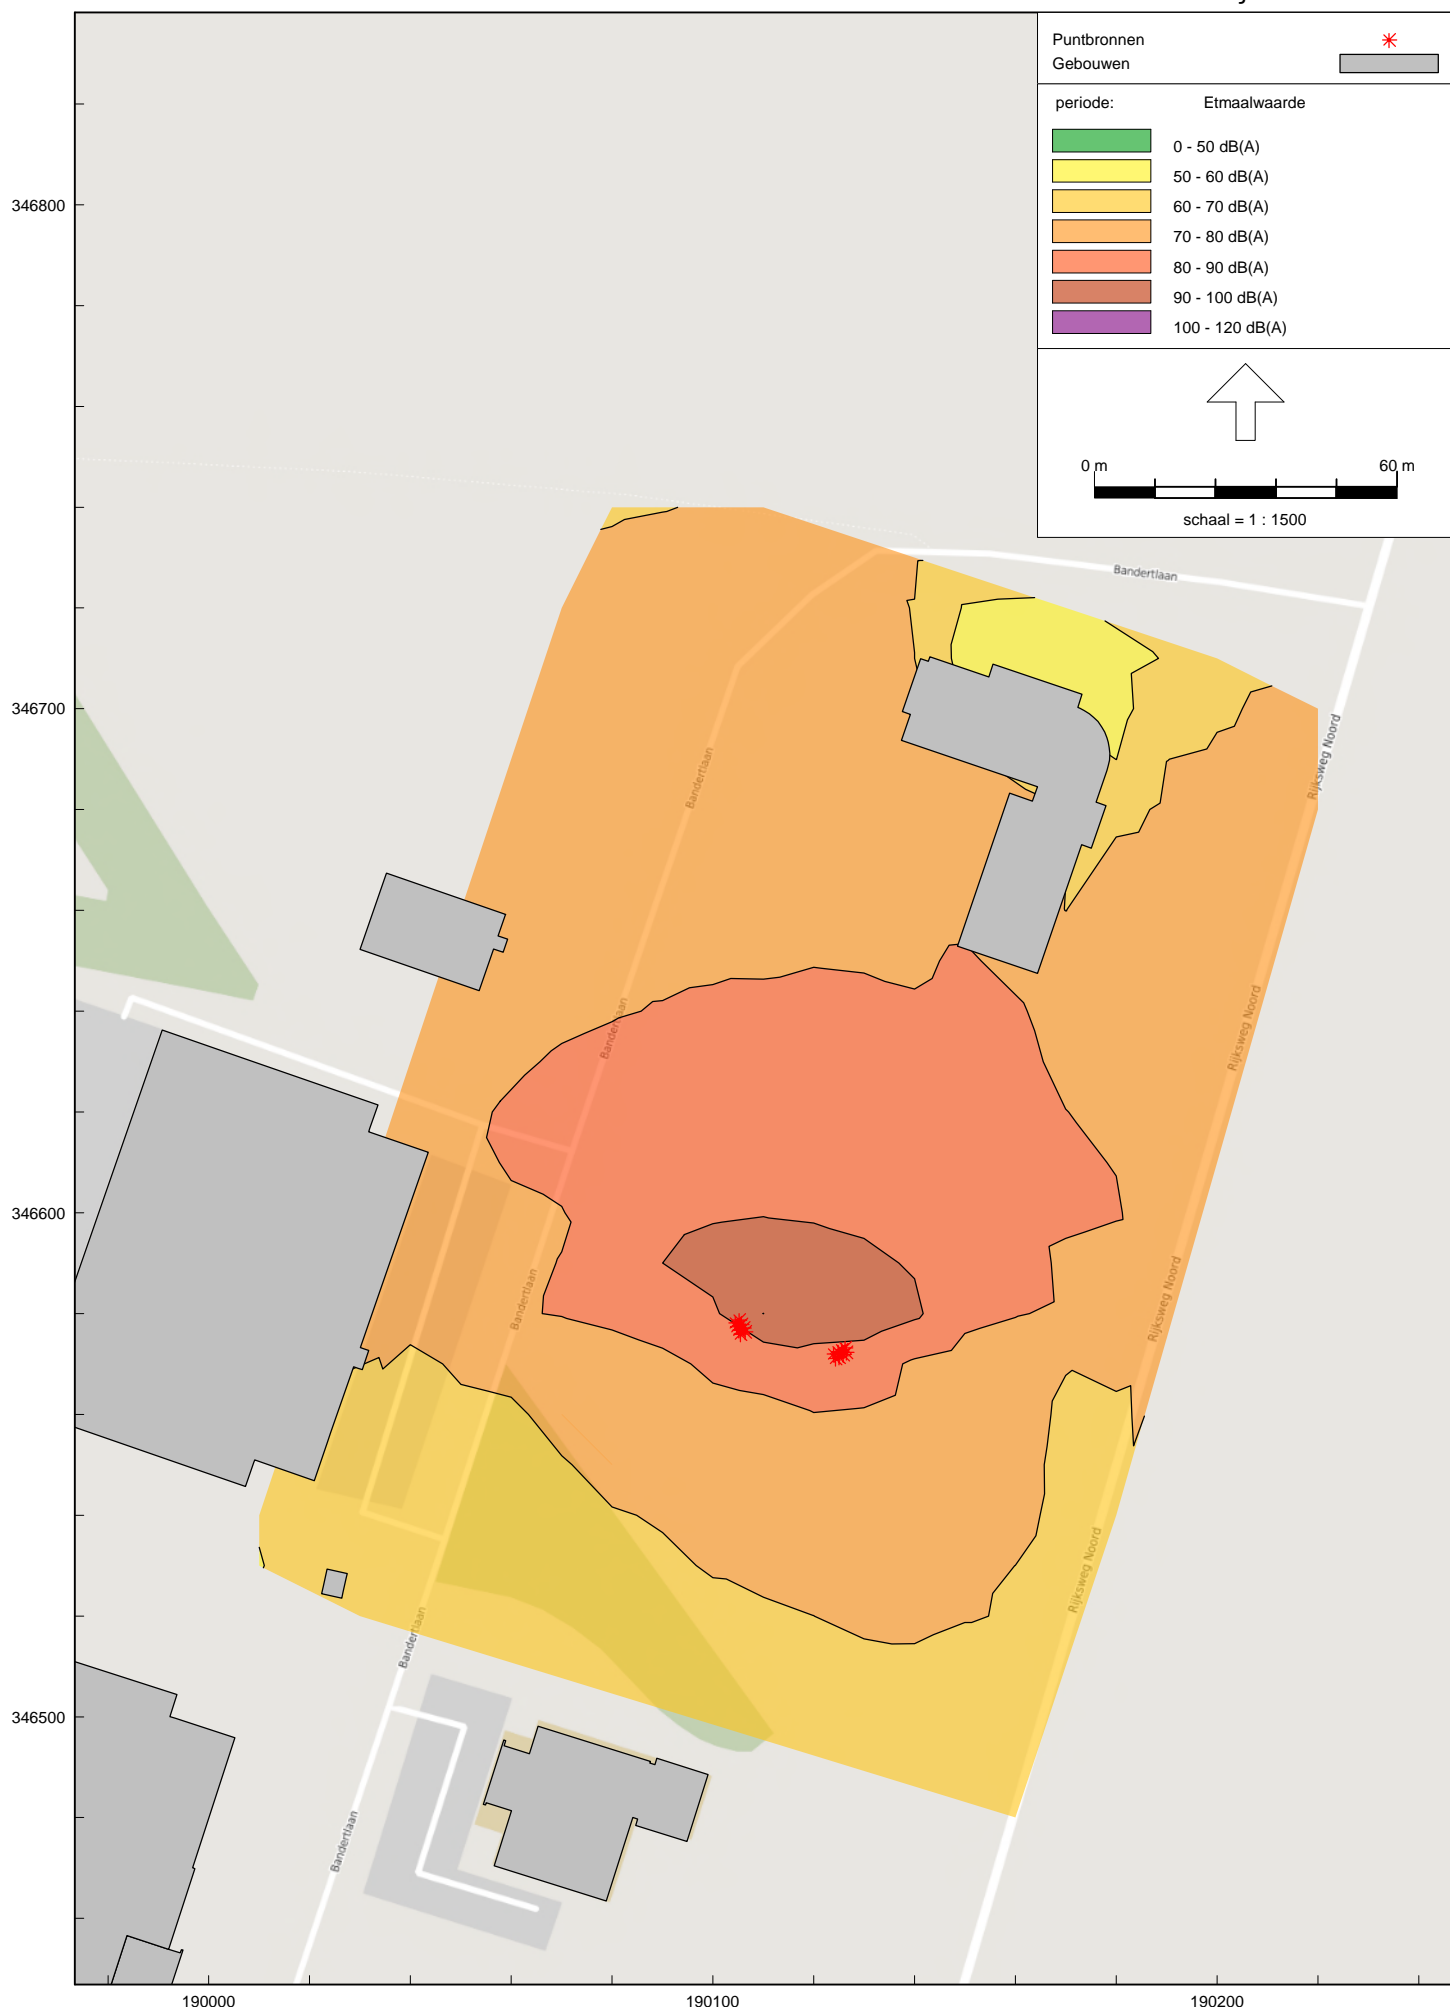 Puntbronnen
Gebouwen
periode: Etmaalwaarde
0 - 50 dB(A)
50 - 60 dB(A)
60 - 70 dB(A)
70 - 80 dB(A)
80 - 90 dB(A)
90 - 100 dB(A)
100 - 120 dB(A)
0 m 60 m
schaal = 1 : 1500
346800
Bandertlaan
346700
Bandertlaan
Rijksweg Noord
Bandertlaan
Rijksweg Noord
346600
Bandertlaan
Rijksweg Noord
Bandertlaan
Rijksweg Noord
346500
Bandertlaan
190000 190100 190200